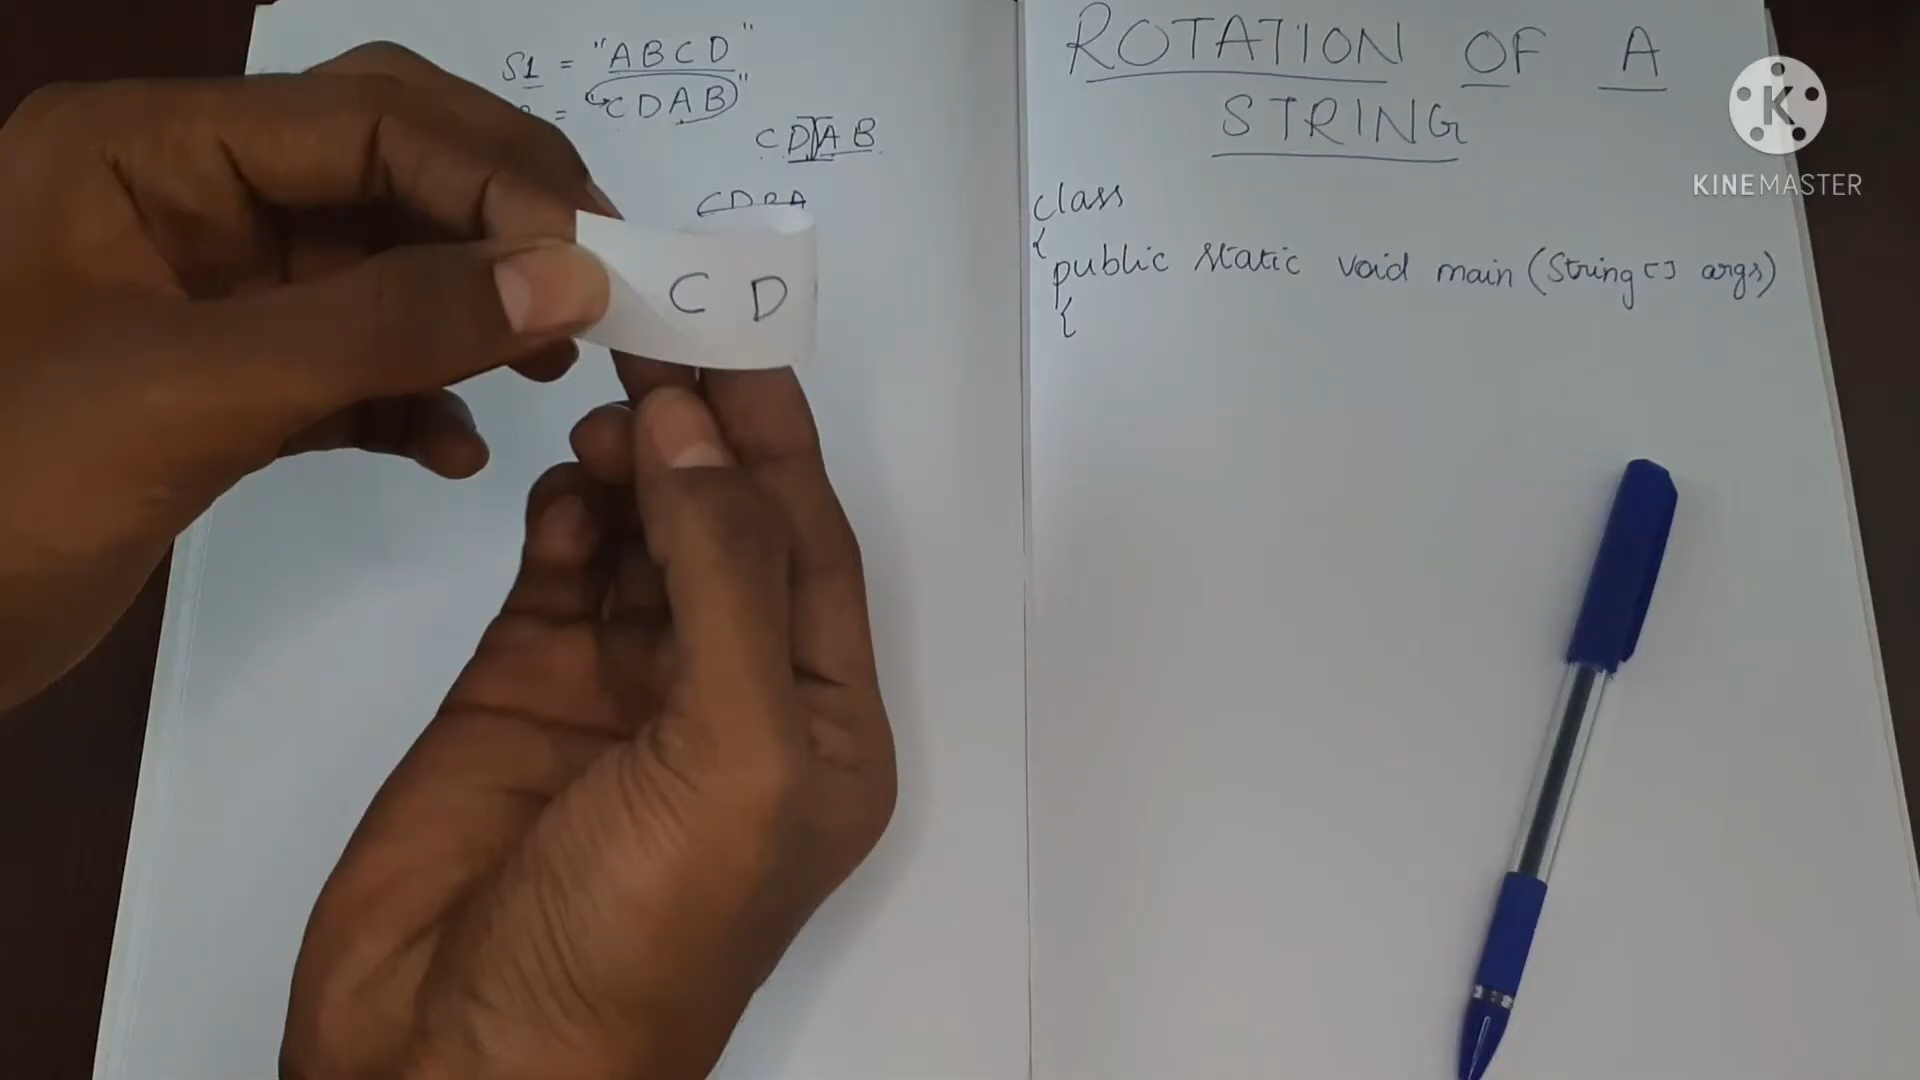 S1 = "ABCD"
= CDAB"
CDAB
C D
ROTATION OF A
STRING
class
{
public static void main (String [] args)
{
K
KINEMASTER